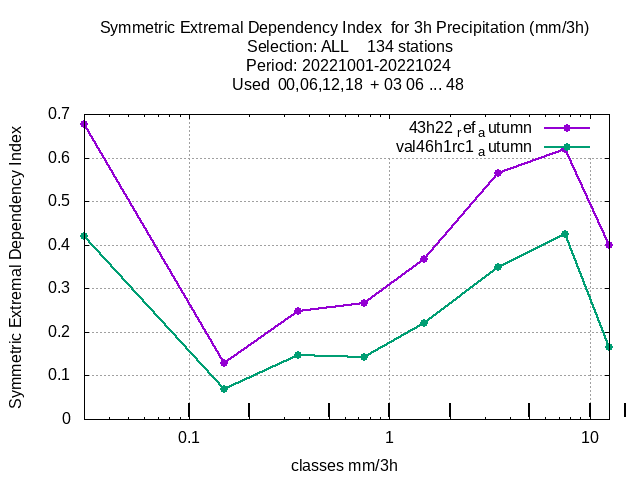 Symmetric Extremal Dependency Index  for 3h Precipitation (mm/3h)
Selection: ALL    134 stations
Period: 20221001-20221024
Used  00,06,12,18  + 03 06 ... 48
43h22 ref autumn
val46h1rc1 autumn
Symmetric Extremal Dependency Index
0.7
0.6
0.5
0.4
0.3
0.2
0.1
0
0.1 1 10
classes mm/3h